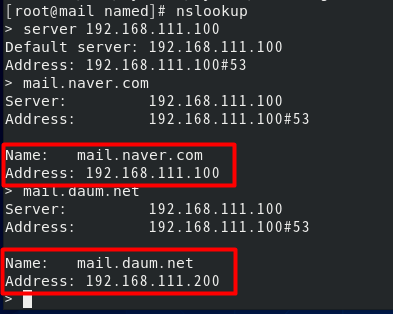 [root@mail named]# nslookup
> server 192.168.111.100
Default server: 192.168.111.100
Address: 192.168.111.100#53
> mail.naver.com
Server: 192.168.111.100
Address: 192.168.111.100#53
Name: mail.naver.com
Address: 192.168.111.100
> mail.daum.net
Server: 192.168.111.100
Address: 192.168.111.100#53
Name: mail.daum.net
Address: 192.168.111.200
>